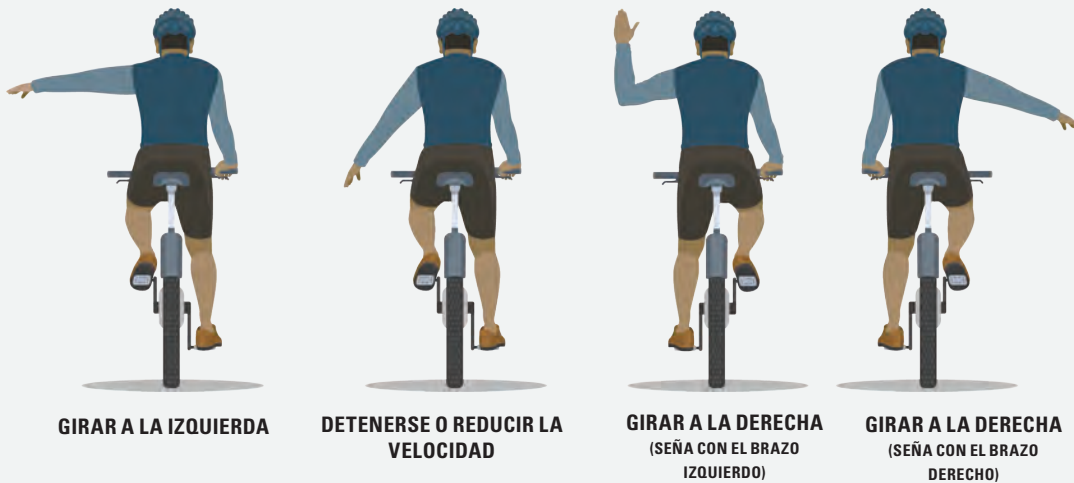 GIRAR A LA IZQUIERDA
DETENERSE O REDUCIR LA
VELOCIDAD
GIRAR A LA DERECHA
(SEÑA CON EL BRAZO
IZQUIERDO)
GIRAR A LA DERECHA
(SEÑA CON EL BRAZO
DERECHO)